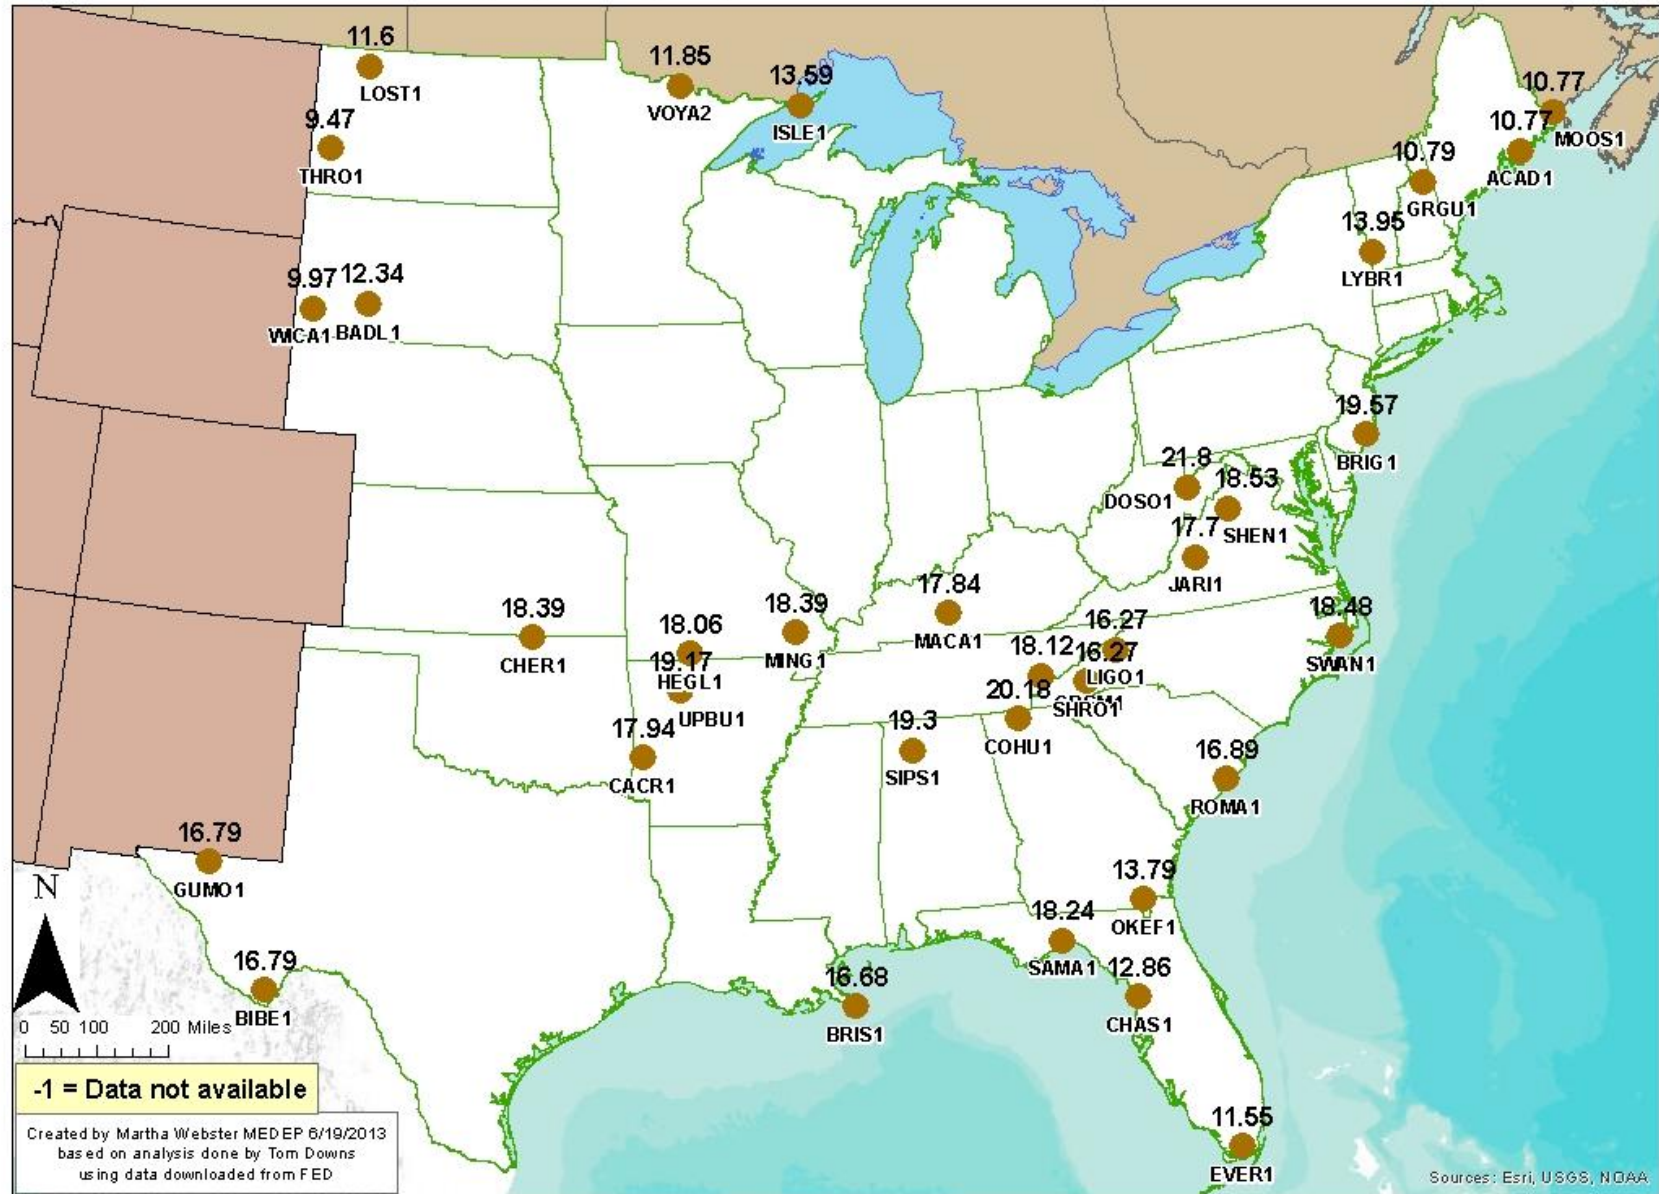 11.6
LOST1
11.85
VOYA2
13.59
ISLE1
10.77
MOOS1
10.77
ACAD1
9.47
THRO1
10.79
GRGU1
13.95
LYBR1
9.97
WICA1
12.34
BADL1
19.57
BRIG1
21.8
DOSO1
18.53
SHEN1
17.7
JARI1
17.84
MACA1
18.39
CHER1
18.06
HEGL1
18.39
MING1
16.27
LIGO1
18.48
SWAN1
19.17
UPBU1
18.12
16.27
SHRO1
20.18
COHU1
17.94
CACR1
19.3
SIPS1
16.89
ROMA1
16.79
GUMO1
13.79
OKEF1
18.24
SAMA1
16.79
BIBE1
16.68
BRIS1
12.86
CHAS1
11.55
EVER1
N
0 50 100 200 Miles
-1 = Data not available
Created by Martha Webster MEDEP 6/19/2013
based on analysis done by Tom Downs
using data downloaded from FED
Sources: Esri, USGS, NOAA